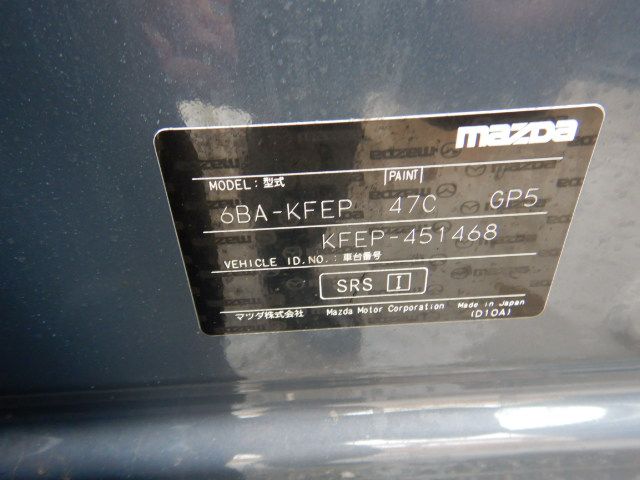 mazda
MODEL: 型式 PAINT
6BA-KFEP 47C GP5
KFEP-451468
VEHICLE ID.NO.: 車台番号
SRS I
マツダ株式会社 Mazda Motor Corporation Made in Japan
(D10A)